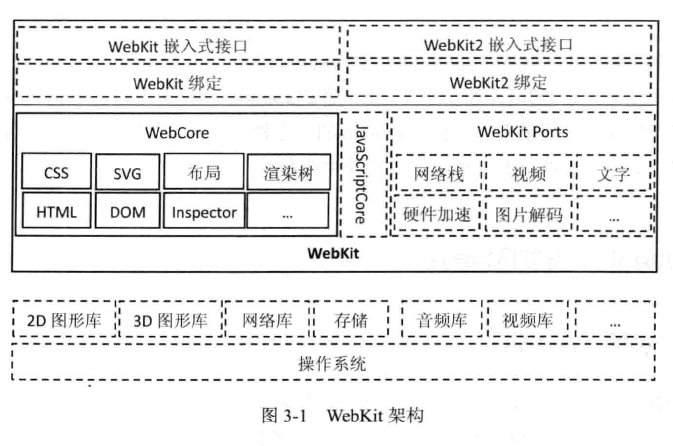 WebKit 嵌入式接口 WebKit2 嵌入式接口
WebKit 绑定 WebKit2 绑定
WebCore JavaScriptCore WebKit Ports
CSS SVG 布局 渲染树 网络栈 视频 文字
HTML DOM Inspector … 硬件加速 图片解码 …
WebKit
2D 图形库 3D 图形库 网络库 存储 音频库 视频库 …
操作系统
图 3-1 WebKit 架构